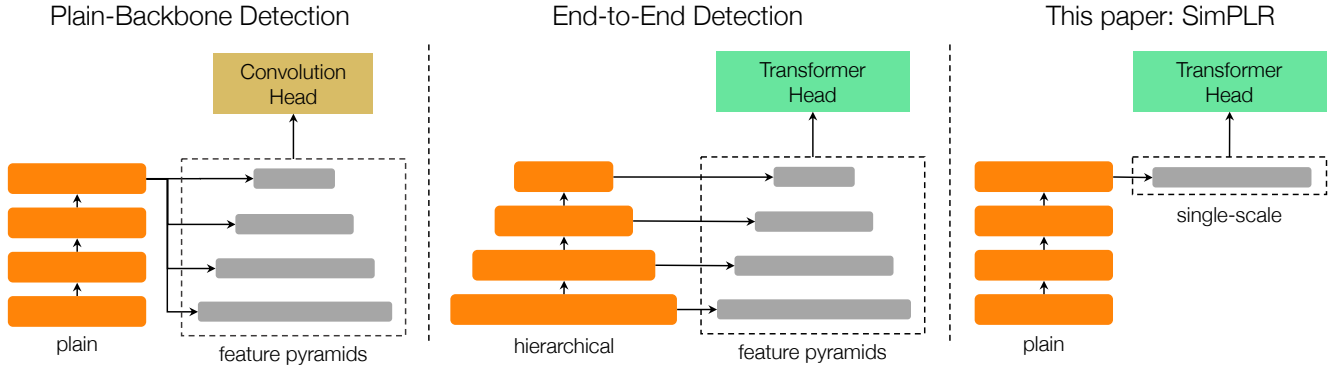 Plain-Backbone Detection
Convolution
Head
plain
feature pyramids
End-to-End Detection
Transformer
Head
hierarchical
feature pyramids
This paper: SimPLR
Transformer
Head
single-scale
plain